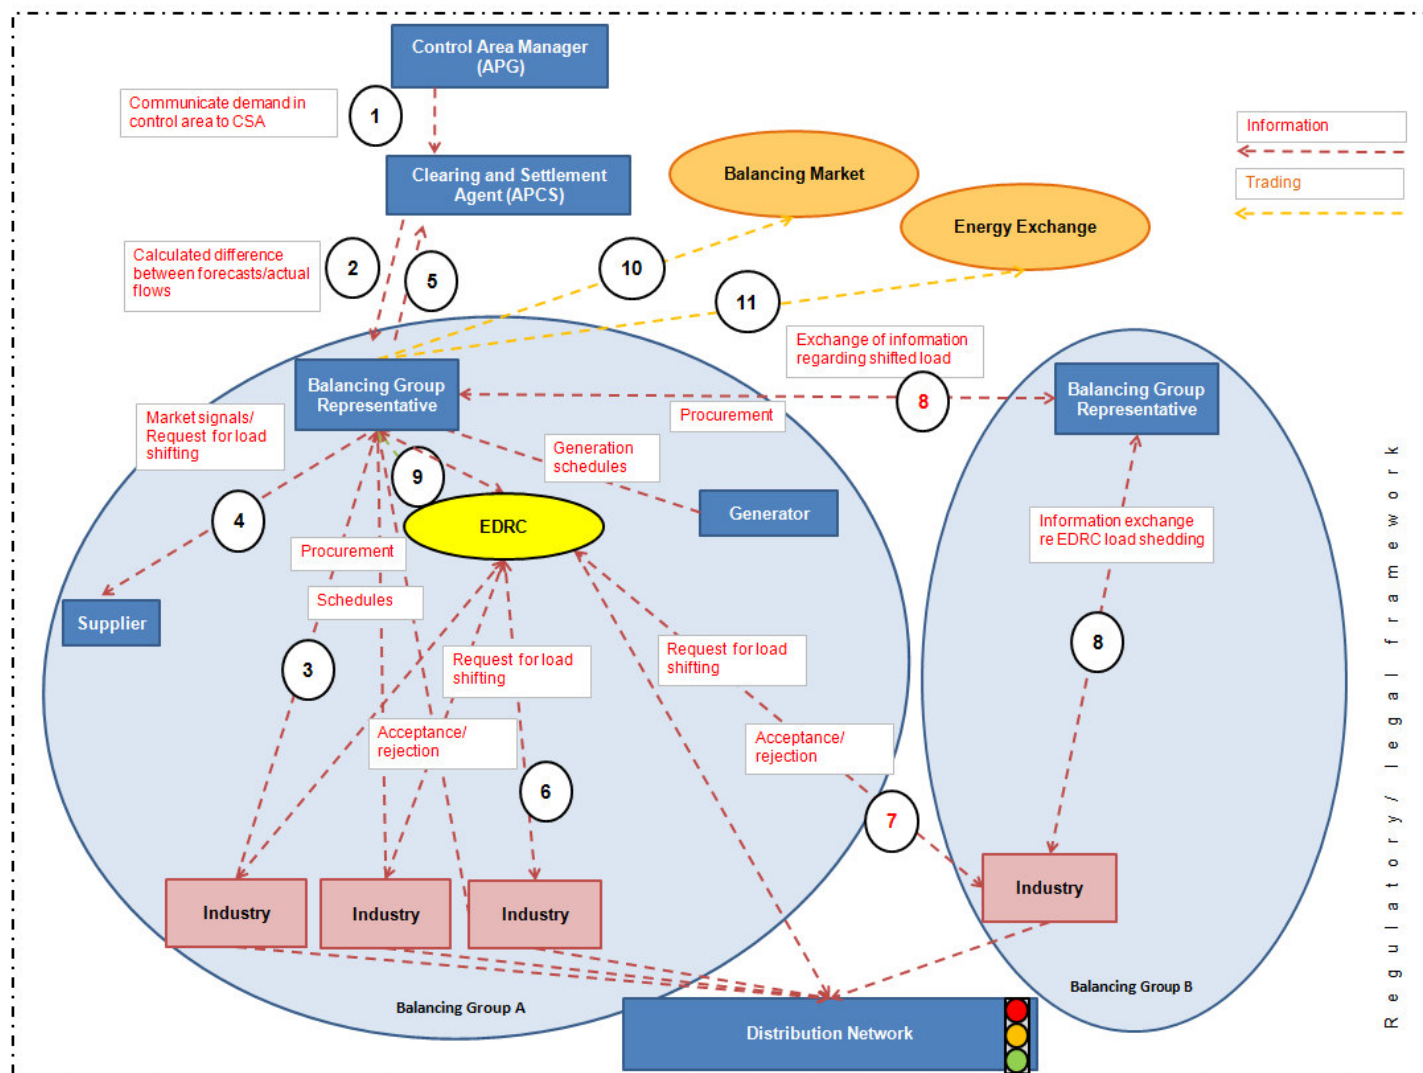 Control Area Manager
(APG)
Communicate demand in
control area to CSA
1
Information
Clearing and Settlement
Agent (APCS)
Balancing Market
Trading
Energy Exchange
Calculated difference
between forecasts/actual
flows
2
5
10
11
Exchange of information
regarding shifted load
Balancing Group
Representative
8
Balancing Group
Representative
Market signals/
Request for load
shifting
Procurement
Generation
schedules
9
4
EDRC
Generator
Information exchange
re EDRC load shedding
Procurement
Schedules
Supplier
3
Request for load
shifting
Request for load
shifting
8
Acceptance/
rejection
Acceptance/
rejection
6
7
Industry
Industry
Industry
Industry
Balancing Group A
Balancing Group B
Distribution Network
Regulatory/ legal framework